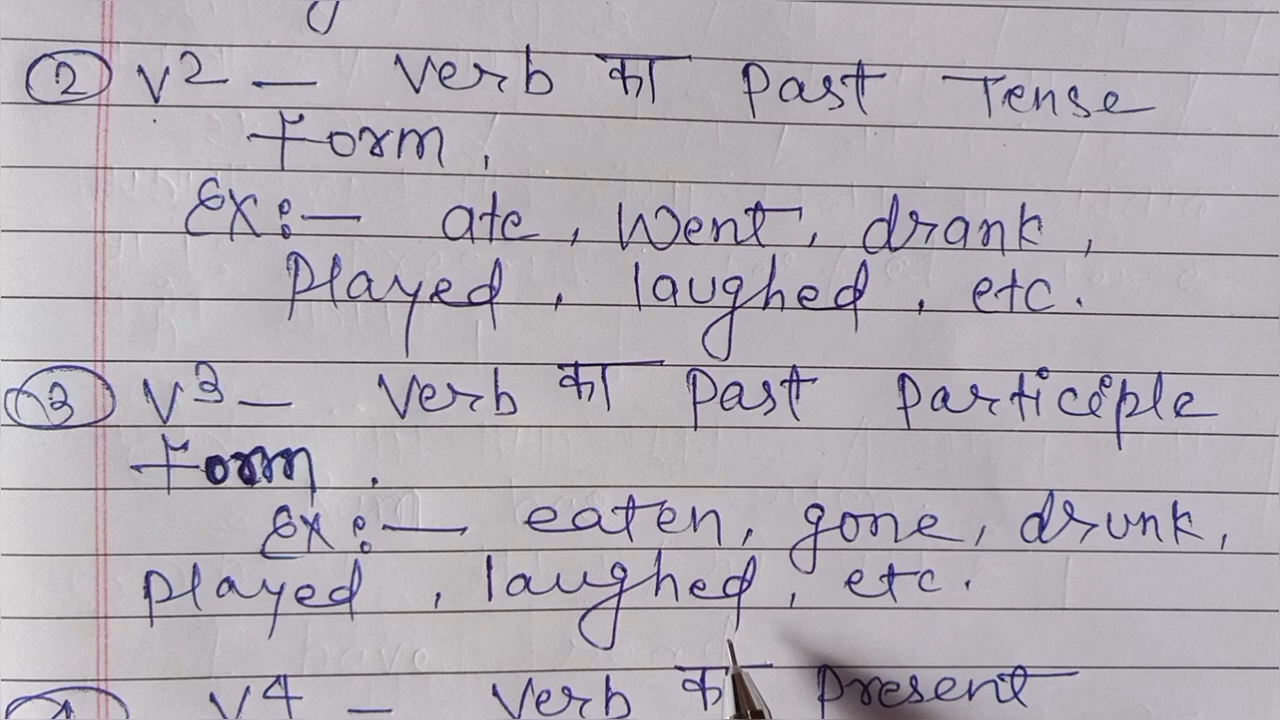 ② V2 — Verb का Past Tense
Form.
Ex:— ate, Went, drank,
Played, laughed, etc.
③ V3 — Verb का Past Participle
Form.
Ex:— eaten, gone, drunk,
Played, laughed, etc.
V4 — Verb का Present